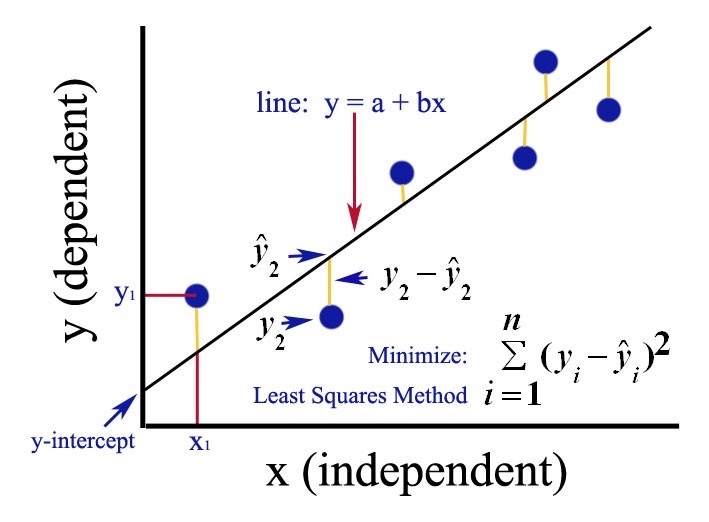 line: y = a + bx
y (dependent)
ŷ₂
y₂ − ŷ₂
y₁
y₂
n
Minimize: Σ (yᵢ − ŷᵢ)²
Least Squares Method i = 1
y-intercept
x₁
x (independent)